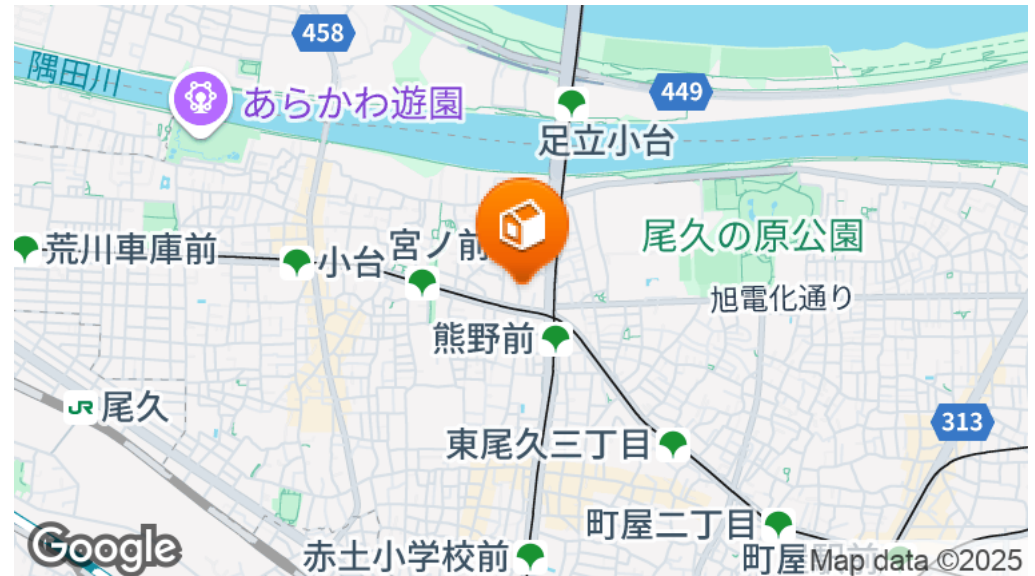 458
隅田川
あらかわ遊園
449
足立小台
荒川車庫前
小台
宮ノ前
尾久の原公園
旭電化通り
熊野前
JR 尾久
313
東尾久三丁目
町屋二丁目
赤土小学校前
町屋
Google
Map data ©2025